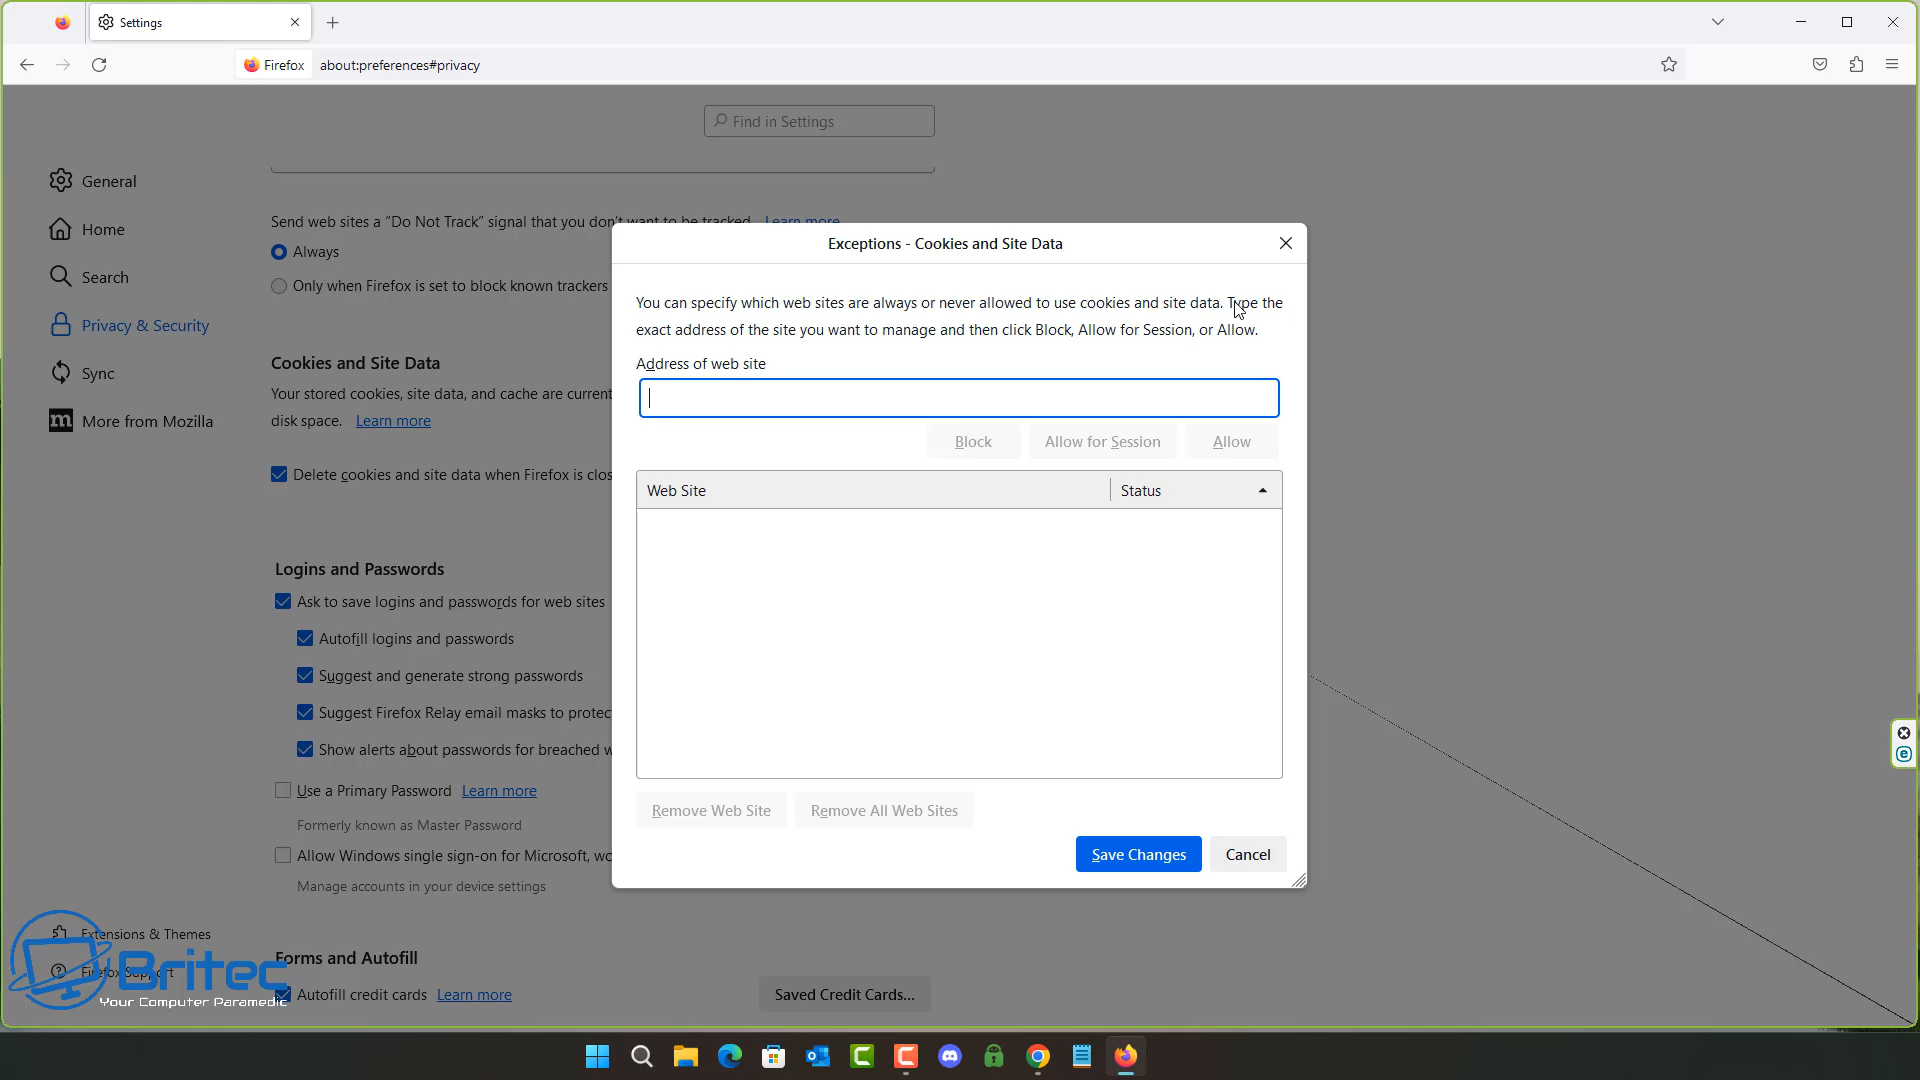 Settings
Firefox
about:preferences#privacy
Find in Settings
General
Home
Search
Privacy & Security
Sync
More from Mozilla
Send web sites a “Do Not Track” signal that you don’t want to be tracked Learn more
Always
Only when Firefox is set to block known trackers
Cookies and Site Data
Your stored cookies, site data, and cache are current
disk space. Learn more
Delete cookies and site data when Firefox is clos
Logins and Passwords
Ask to save logins and passwords for web sites
Autofill logins and passwords
Suggest and generate strong passwords
Suggest Firefox Relay email masks to protec
Show alerts about passwords for breached w
Use a Primary Password Learn more
Formerly known as Master Password
Allow Windows single sign-on for Microsoft, wo
Manage accounts in your device settings
Forms and Autofill
Autofill credit cards Learn more
Saved Credit Cards...
Exceptions - Cookies and Site Data
You can specify which web sites are always or never allowed to use cookies and site data. Type the
exact address of the site you want to manage and then click Block, Allow for Session, or Allow.
Address of web site
Block Allow for Session Allow
Web Site Status
Remove Web Site Remove All Web Sites
Save Changes Cancel
Extensions & Themes
Firefox Support
Britec
Your Computer Paramedic